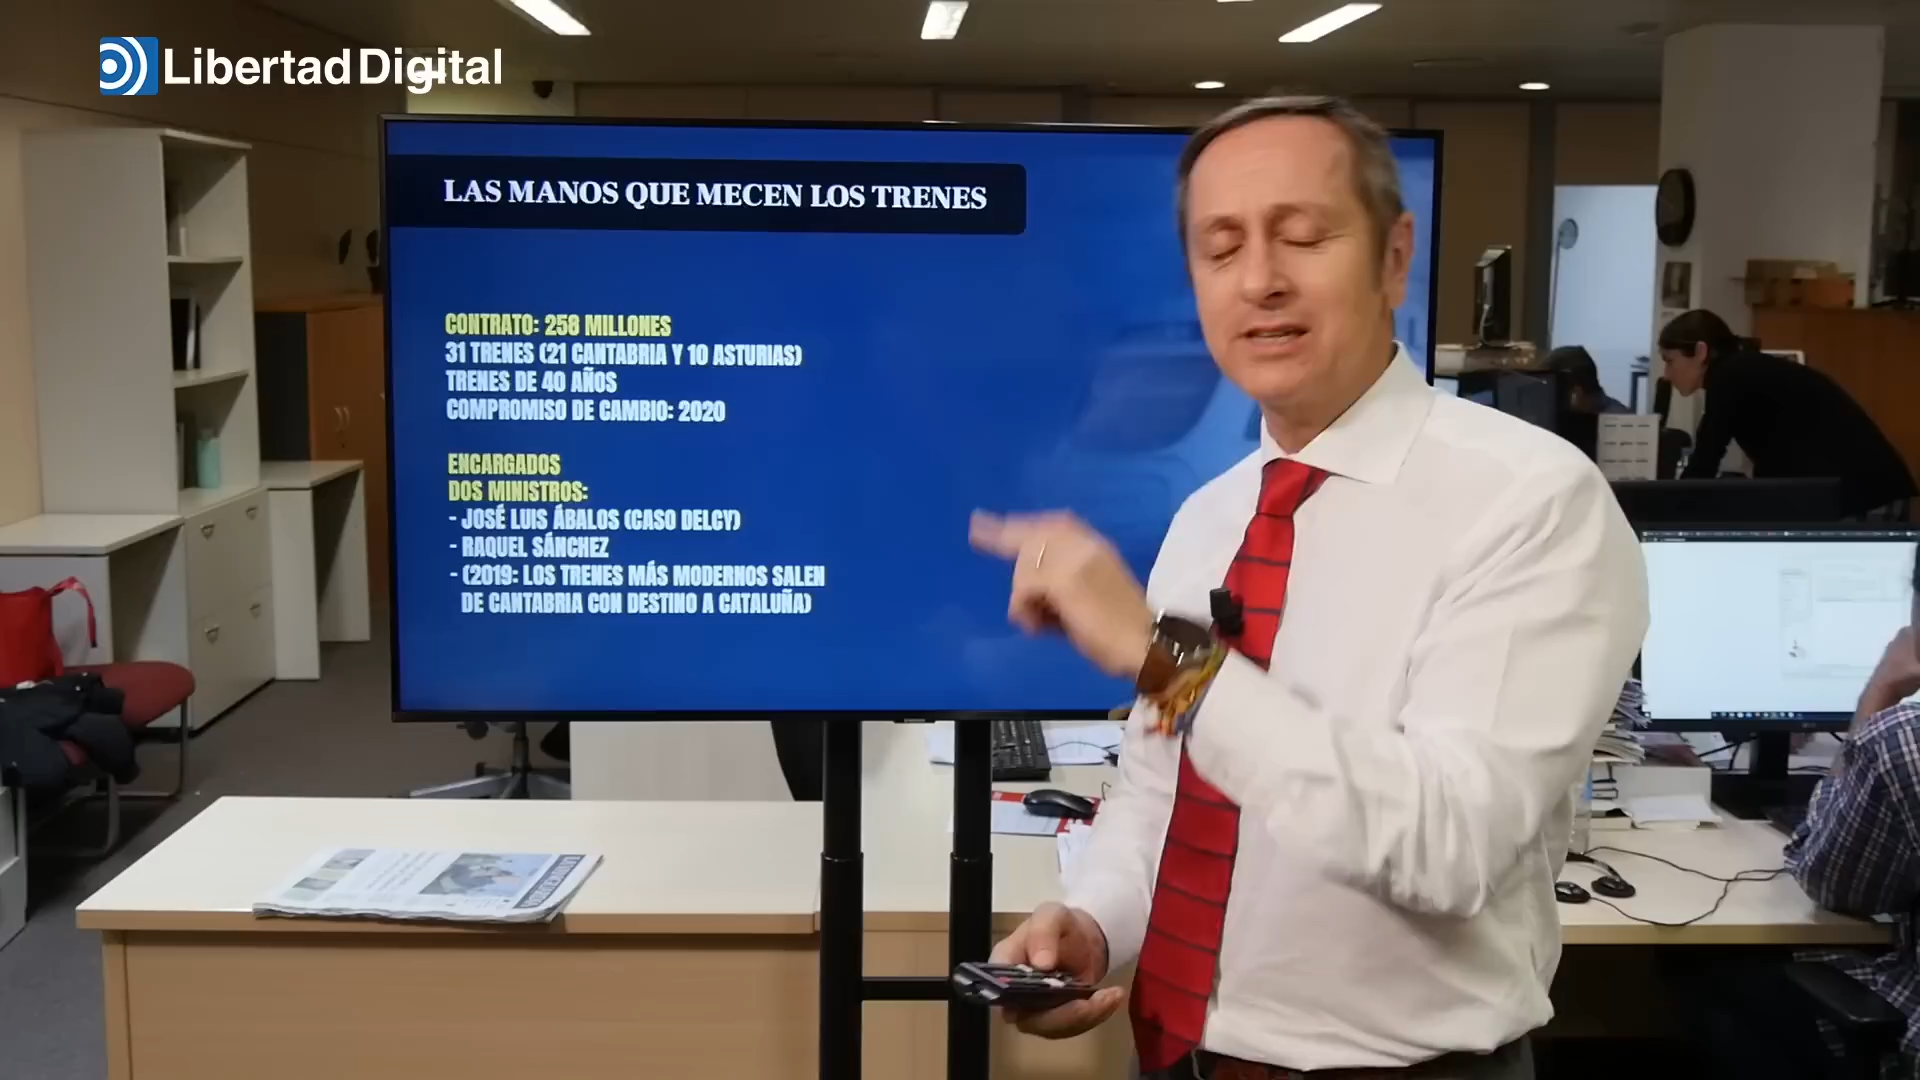 Libertad Digital
LAS MANOS QUE MECEN LOS TRENES
CONTRATO: 258 MILLONES
31 TRENES (21 CANTABRIA Y 10 ASTURIAS)
TRENES DE 40 AÑOS
COMPROMISO DE CAMBIO: 2020
ENCARGADOS
DOS MINISTROS:
- JOSÉ LUIS ÁBALOS (CASO DELCY)
- RAQUEL SÁNCHEZ
- (2019: LOS TRENES MÁS MODERNOS SALEN
DE CANTABRIA CON DESTINO A CATALUÑA)